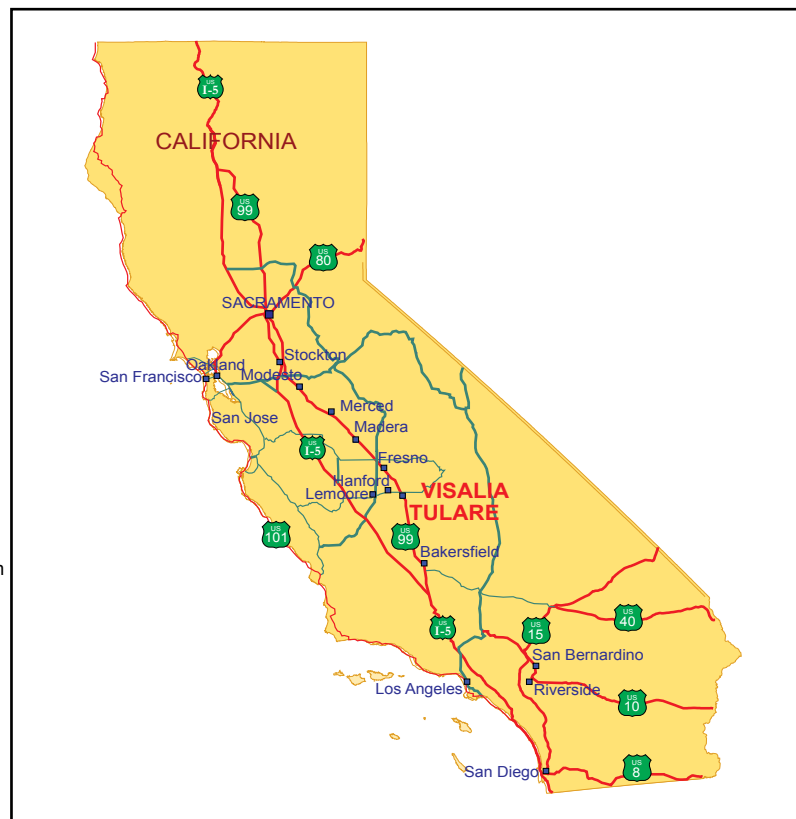 US
I-5
CALIFORNIA
US
99
US
80
SACRAMENTO
Stockton
Oakland
San Francisco
Modesto
Merced
San Jose
Madera
US
I-5
Fresno
Hanford
Lemoore
VISALIA
TULARE
US
101
US
99
Bakersfield
n
US
I-5
US
15
US
40
San Bernardino
Los Angeles
Riverside
US
10
San Diego
US
8